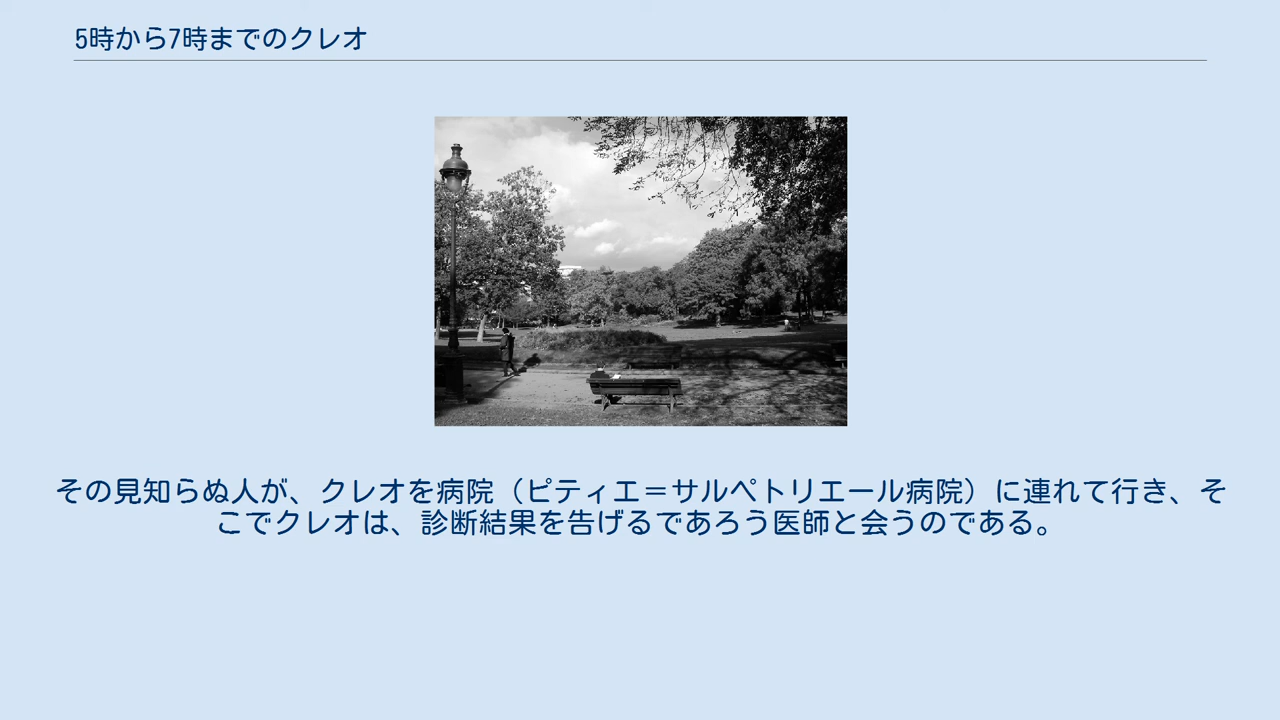 5時から7時までのクレオ
その見知らぬ人が、クレオを病院（ピティエ＝サルペトリエール病院）に連れて行き、そ
こでクレオは、診断結果を告げるであろう医師と会うのである。